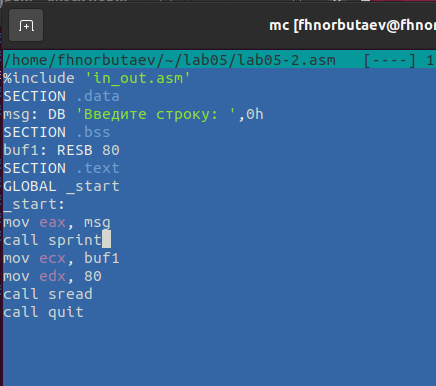 mc [fhnorbutaev@fhnor
/home/fhnorbutaev/~/lab05/lab05-2.asm [----] 1
%include 'in_out.asm'
SECTION .data
msg: DB 'Введите строку: ',0h
SECTION .bss
buf1: RESB 80
SECTION .text
GLOBAL _start
_start:
mov eax, msg
call sprint
mov ecx, buf1
mov edx, 80
call sread
call quit